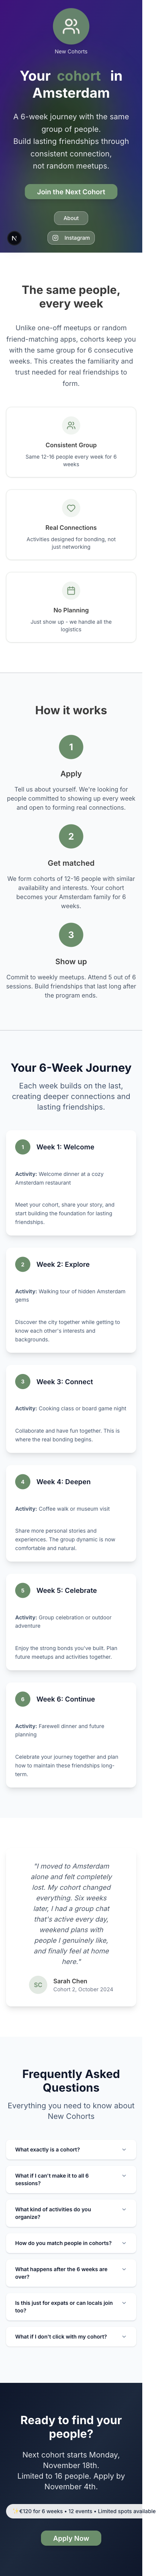 New Cohorts
Your cohort in
Amsterdam
A 6-week journey with the same
group of people.
Build lasting friendships through
consistent connection,
not random meetups.
Join the Next Cohort
About
Instagram
N
The same people,
every week
Unlike one-off meetups or random
friend-matching apps, cohorts keep you
with the same group for 6 consecutive
weeks. This creates the familiarity and
trust needed for real friendships to
form.
Consistent Group
Same 12-16 people every week for 6
weeks
Real Connections
Activities designed for bonding, not
just networking
No Planning
Just show up - we handle all the
logistics
How it works
1
Apply
Tell us about yourself. We're looking for
people committed to showing up every week
and open to forming real connections.
2
Get matched
We form cohorts of 12-16 people with similar
availability and interests. Your cohort
becomes your Amsterdam family for 6
weeks.
3
Show up
Commit to weekly meetups. Attend 5 out of 6
sessions. Build friendships that last long after
the program ends.
Your 6-Week Journey
Each week builds on the last,
creating deeper connections and
lasting friendships.
1 Week 1: Welcome
Activity: Welcome dinner at a cozy
Amsterdam restaurant
Meet your cohort, share your story, and
start building the foundation for lasting
friendships.
2 Week 2: Explore
Activity: Walking tour of hidden Amsterdam
gems
Discover the city together while getting to
know each other's interests and
backgrounds.
3 Week 3: Connect
Activity: Cooking class or board game night
Collaborate and have fun together. This is
where the real bonding begins.
4 Week 4: Deepen
Activity: Coffee walk or museum visit
Share more personal stories and
experiences. The group dynamic is now
comfortable and natural.
5 Week 5: Celebrate
Activity: Group celebration or outdoor
adventure
Enjoy the strong bonds you've built. Plan
future meetups and activities together.
6 Week 6: Continue
Activity: Farewell dinner and future
planning
Celebrate your journey together and plan
how to maintain these friendships long-
term.
"I moved to Amsterdam
alone and felt completely
lost. My cohort changed
everything. Six weeks
later, I had a group chat
that's active every day,
weekend plans with
people I genuinely like,
and finally feel at home
here."
SC
Sarah Chen
Cohort 2, October 2024
Frequently Asked
Questions
Everything you need to know about
New Cohorts
What exactly is a cohort?
What if I can't make it to all 6
sessions?
What kind of activities do you
organize?
How do you match people in cohorts?
What happens after the 6 weeks are
over?
Is this just for expats or can locals join
too?
What if I don't click with my cohort?
Ready to find your
people?
Next cohort starts Monday,
November 18th.
Limited to 16 people. Apply by
November 4th.
€120 for 6 weeks • 12 events • Limited spots available
Apply Now